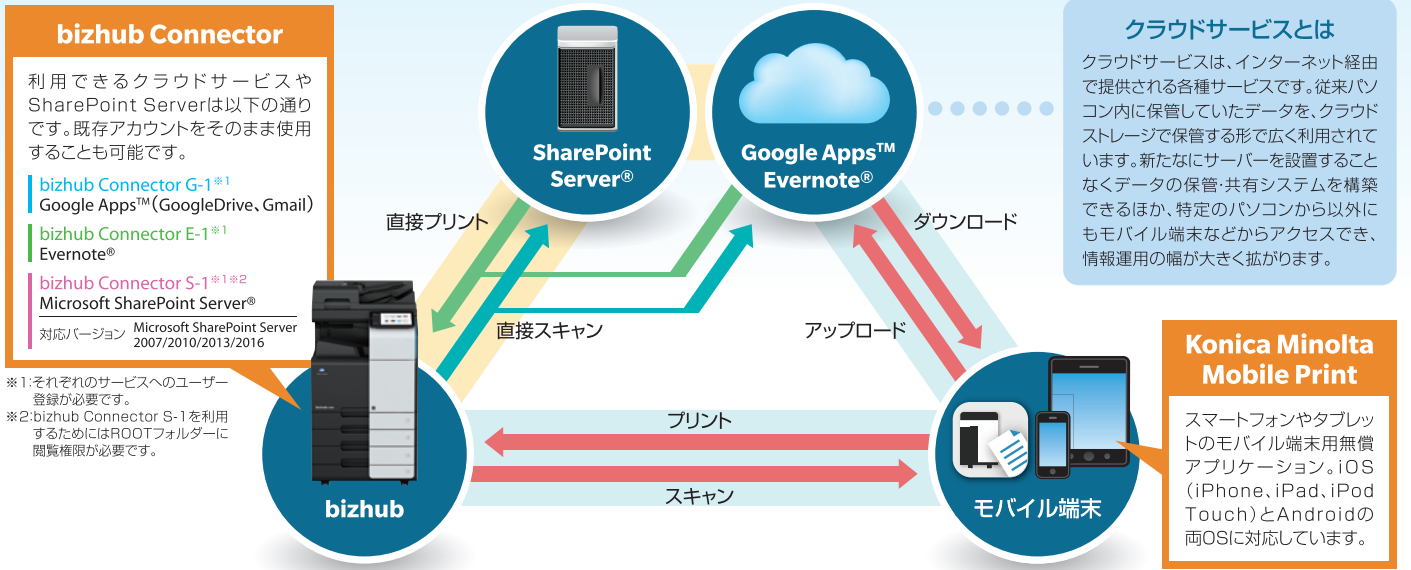 bizhub Connector
利用できるクラウドサービスや
SharePoint Serverは以下の通り
です。既存アカウントをそのまま使用
することも可能です。
bizhub Connector G-1※1
Google Apps™（GoogleDrive、Gmail）
bizhub Connector E-1※1
Evernote®
bizhub Connector S-1※1※2
Microsoft SharePoint Server®
対応バージョン Microsoft SharePoint Server
2007/2010/2013/2016
※1：それぞれのサービスへのユーザー
登録が必要です。
※2：bizhub Connector S-1を利用
するためにはROOTフォルダーに
閲覧権限が必要です。
SharePoint
Server®
Google Apps™
Evernote®
直接プリント
直接スキャン
ダウンロード
アップロード
プリント
スキャン
bizhub
モバイル端末
クラウドサービスとは
クラウドサービスは、インターネット経由
で提供される各種サービスです。従来パソ
コン内に保管していたデータを、クラウド
ストレージで保管する形で広く利用されて
います。新たなにサーバーを設置すること
なくデータの保管・共有システムを構築
できるほか、特定のパソコンから以外に
もモバイル端末などからアクセスでき、
情報運用の幅が大きく拡がります。
Konica Minolta
Mobile Print
スマートフォンやタブレッ
トのモバイル端末用無償
アプリケーション。iOS
（iPhone、iPad、iPod
Touch）とAndroidの
両OSに対応しています。